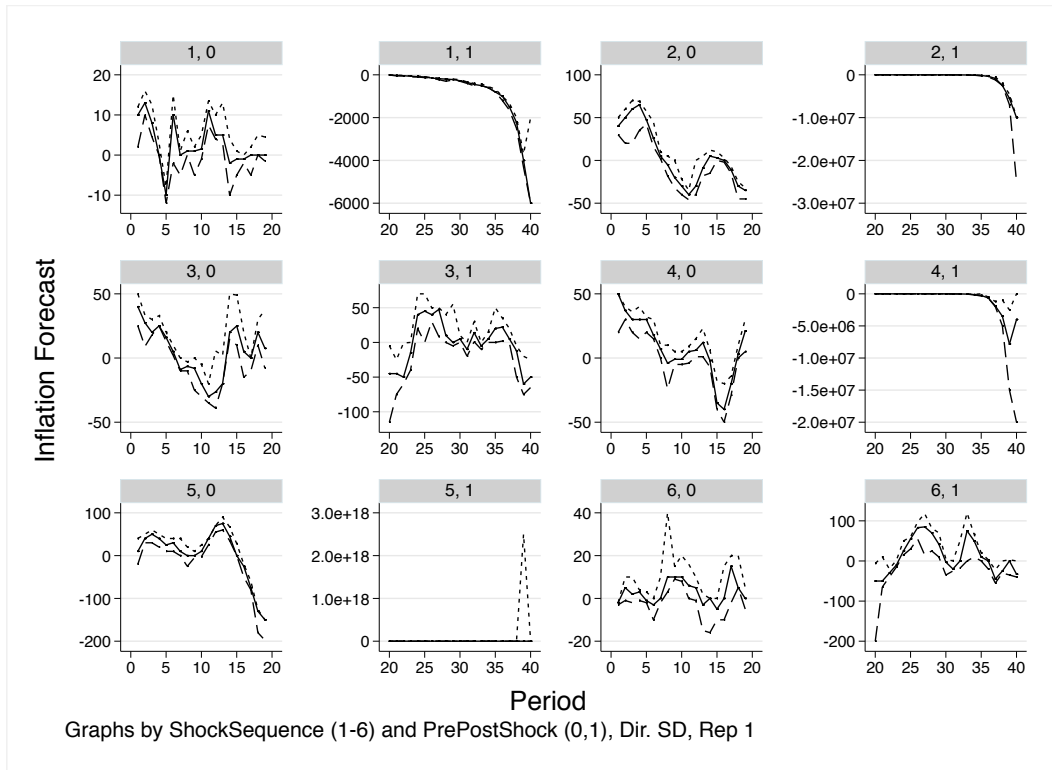 1, 0
1, 1
2, 0
2, 1
20
10
0
-10
0
-2000
-4000
-6000
100
50
0
-50
0
-1.0e+07
-2.0e+07
-3.0e+07
0 5 10 15 20
20 25 30 35 40
0 5 10 15 20
20 25 30 35 40
3, 0
3, 1
4, 0
4, 1
50
0
-50
50
0
-50
-100
50
0
-50
0
-5.0e+06
-1.0e+07
-1.5e+07
-2.0e+07
0 5 10 15 20
20 25 30 35 40
0 5 10 15 20
20 25 30 35 40
5, 0
5, 1
6, 0
6, 1
100
0
-100
-200
3.0e+18
2.0e+18
1.0e+18
0
40
20
0
-20
100
0
-100
-200
0 5 10 15 20
20 25 30 35 40
0 5 10 15 20
20 25 30 35 40
Inflation Forecast
Period
Graphs by ShockSequence (1-6) and PrePostShock (0,1), Dir. SD, Rep 1